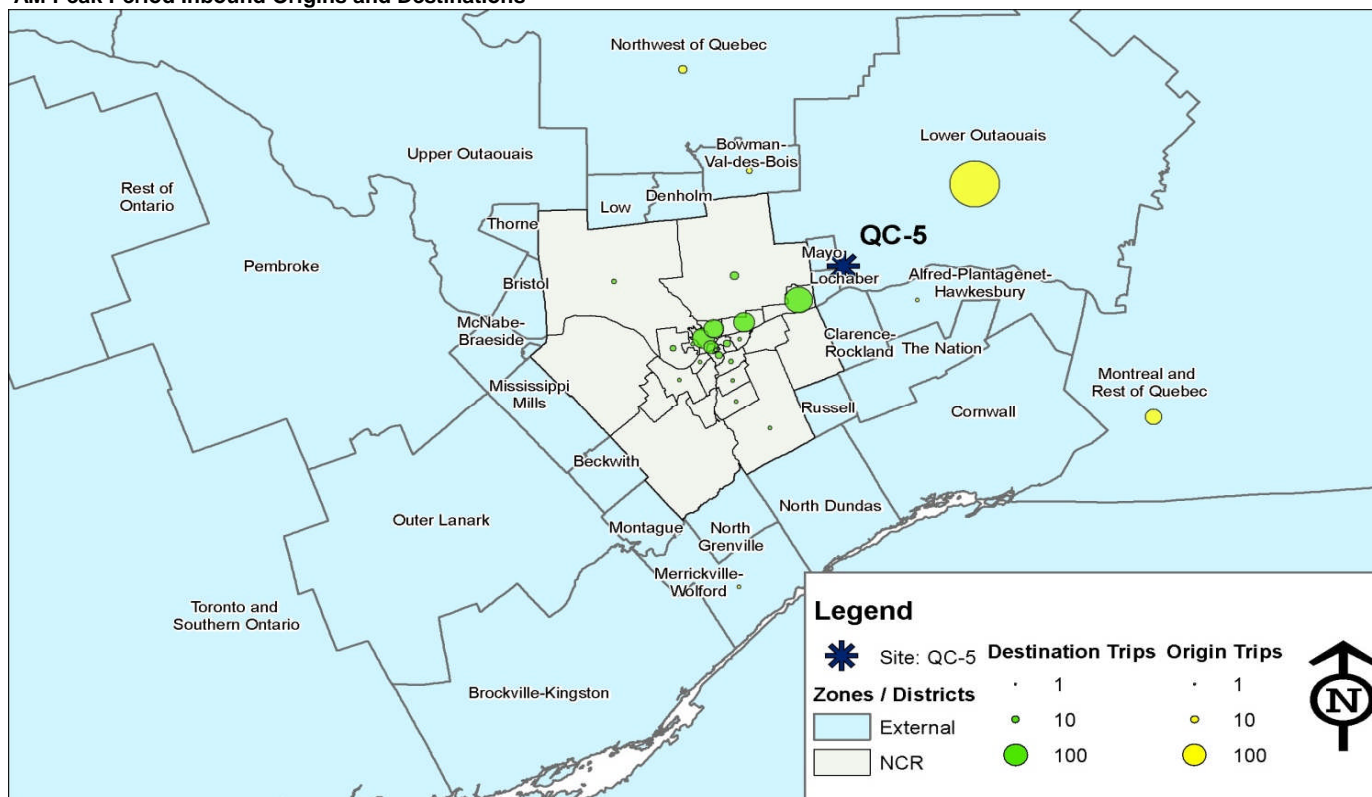 AM Peak Period Inbound Origins and Destinations
Northwest of Quebec
Lower Outaouais
Bowman-
Val-des-Bois
Upper Outaouais
Rest of
Ontario
Denholm
Low
Thorne
QC-5
Mayo
Pembroke
Lochaber
Alfred-Plantagenet-
Hawkesbury
Bristol
McNabe-
Braeside
Clarence-
Rockland
The Nation
Montreal and
Rest of Quebec
Mississippi
Mills
Russell
Cornwall
Beckwith
North Dundas
Outer Lanark
Montague
North
Grenville
Merrickville-
Wolford
Toronto and
Southern Ontario
Brockville-Kingston
Legend
Site: QC-5
Destination Trips
Origin Trips
1
1
Zones / Districts
10
10
External
100
100
NCR
N